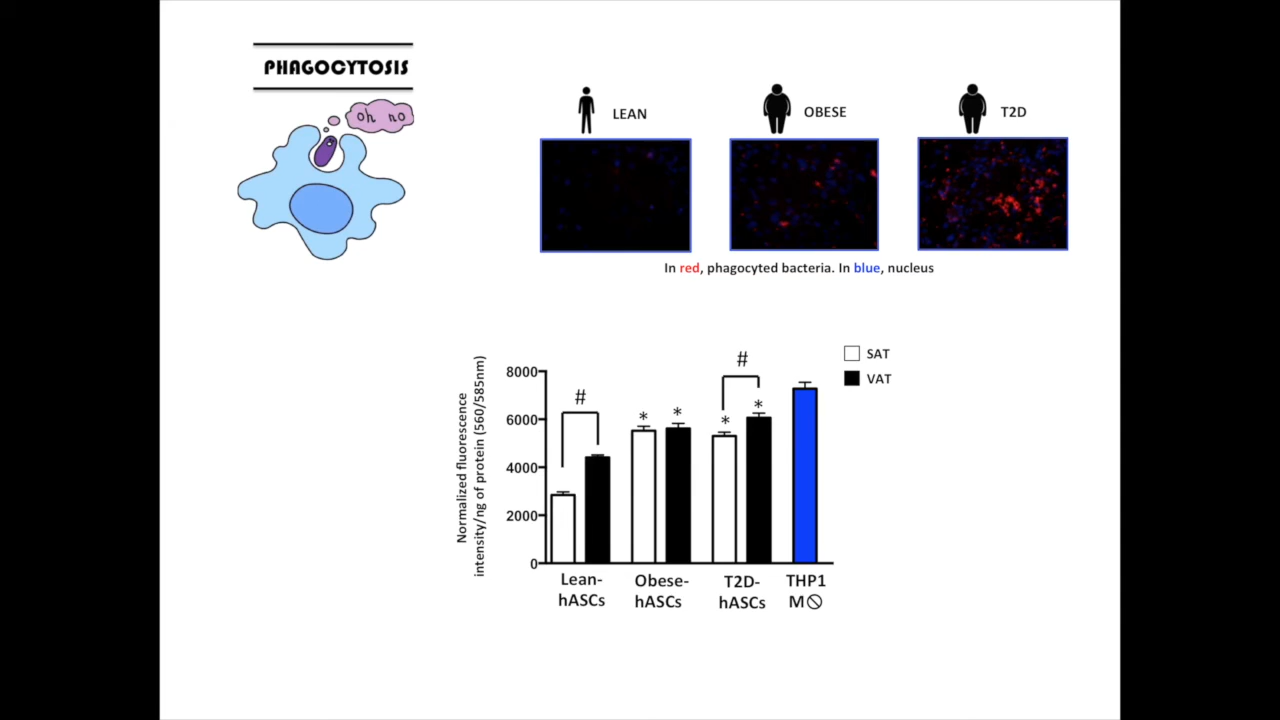 PHAGOCYTOSIS
oh no
LEAN
OBESE
T2D
In red, phagocyted bacteria. In blue, nucleus
Normalized fluorescence
intensity/ng of protein (560/585nm)
8000
6000
4000
2000
0
#
#
*
*
*
*
SAT
VAT
Lean-
hASCs
Obese-
hASCs
T2D-
hASCs
THP1
M⃠